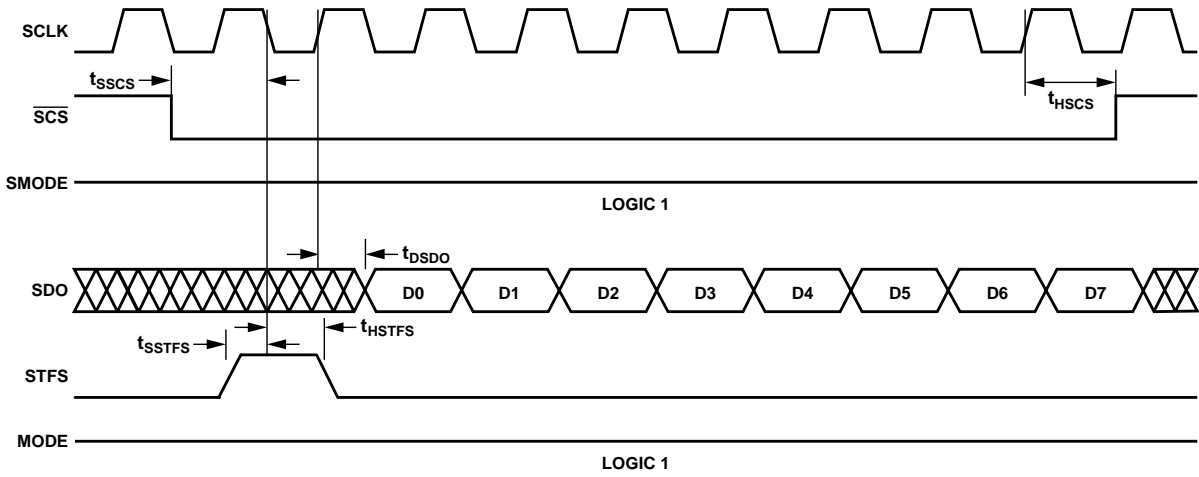 SCLK
tSSCS
tHSCS
SCS
SMODE
LOGIC 1
tDSDO
SDO
D0 D1 D2 D3 D4 D5 D6 D7
tHSTFS
tSSTFS
STFS
MODE
LOGIC 1